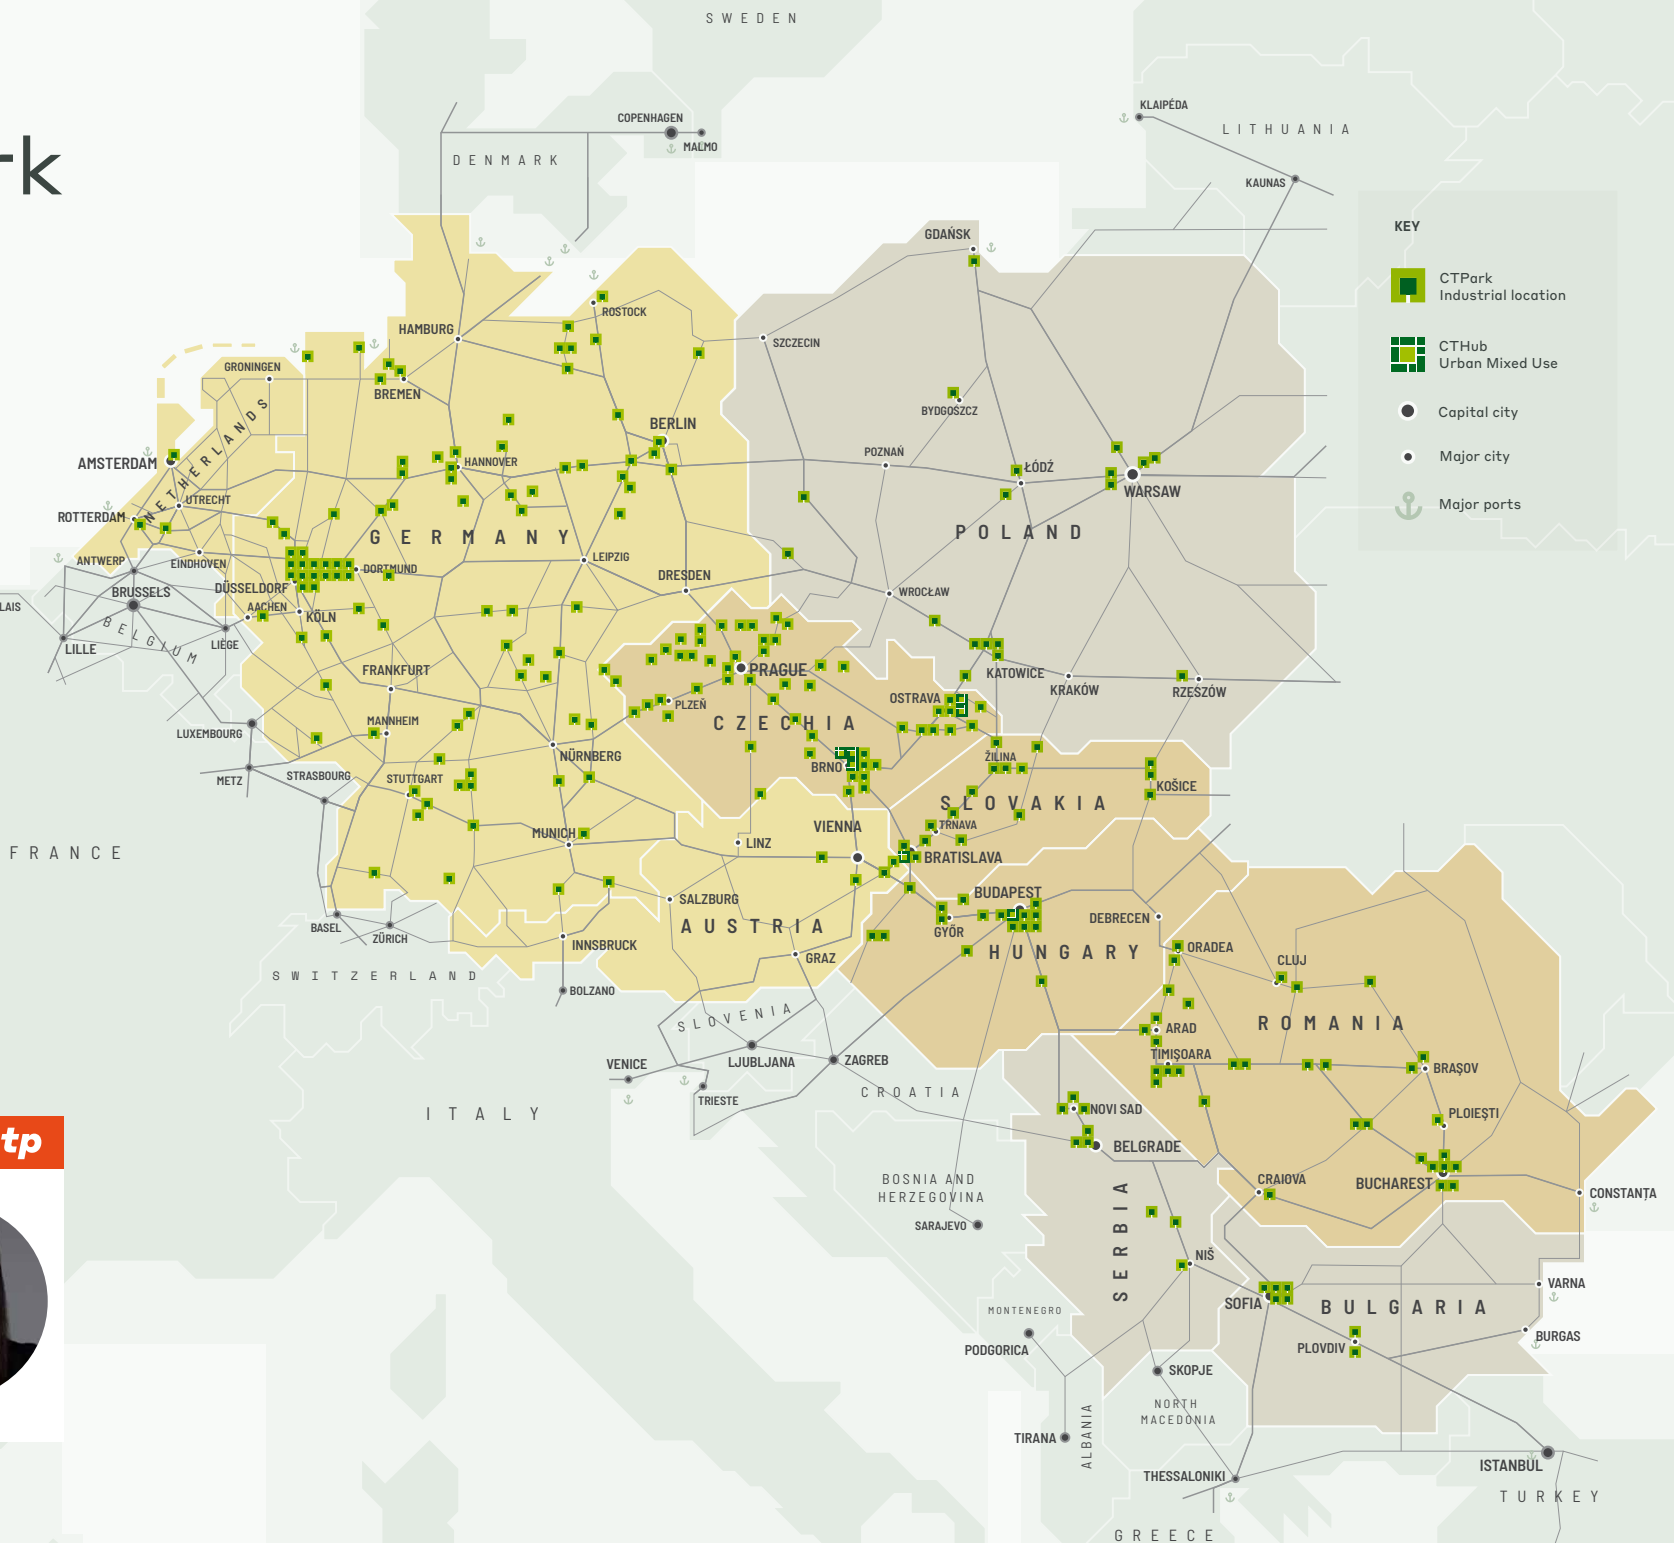 SWEDEN
KLAIPÉDA
COPENHAGEN
LITHUANIA
rk
DENMARK
MALMO
KAUNAS
KEY
CTPark
Industrial location
CTHub
Urban Mixed Use
Capital city
Major city
Major ports
GDAŃSK
ROSTOCK
HAMBURG
SZCZECIN
GRONINGEN
BREMEN
BYDGOSZCZ
BERLIN
NETHERLANDS
AMSTERDAM
HANNOVER
POZNAŃ
ŁÓDŹ
WARSAW
UTRECHT
ROTTERDAM
GERMANY
POLAND
ANTWERP
EINDHOVEN
LEIPZIG
DORTMUND
DRESDEN
BRUSSELS
DÜSSELDORF
WROCŁAW
LAIS
AACHEN
KÖLN
BELGIUM
LILLE
LIÈGE
FRANKFURT
PRAGUE
KATOWICE
KRAKÓW
RZESZÓW
OSTRAVA
PLZEŇ
LUXEMBOURG
MANNHEIM
CZECHIA
NÜRNBERG
ŽILINA
METZ
STRASBOURG
STUTTGART
BRNO
KOŠICE
SLOVAKIA
VIENNA
TRNAVA
MUNICH
LINZ
BRATISLAVA
FRANCE
BUDAPEST
SALZBURG
DEBRECEN
BASEL
ZÜRICH
AUSTRIA
GYŐR
INNSBRUCK
GRAZ
HUNGARY
ORADEA
CLUJ
SWITZERLAND
BOLZANO
SLOVENIA
ROMANIA
ARAD
TIMIŞOARA
VENICE
LJUBLJANA
ZAGREB
BRAŞOV
TRIESTE
CROATIA
NOVI SAD
PLOIEŞTI
ITALY
tp
BELGRADE
BOSNIA AND
HERZEGOVINA
CRAIOVA
BUCHAREST
CONSTANȚA
SARAJEVO
SERBIA
NIŠ
VARNA
MONTENEGRO
SOFIA
BULGARIA
BURGAS
PODGORICA
PLOVDIV
SKOPJE
NORTH
MACEDONIA
TIRANA
ALBANIA
ISTANBUL
THESSALONIKI
TURKEY
GREECE